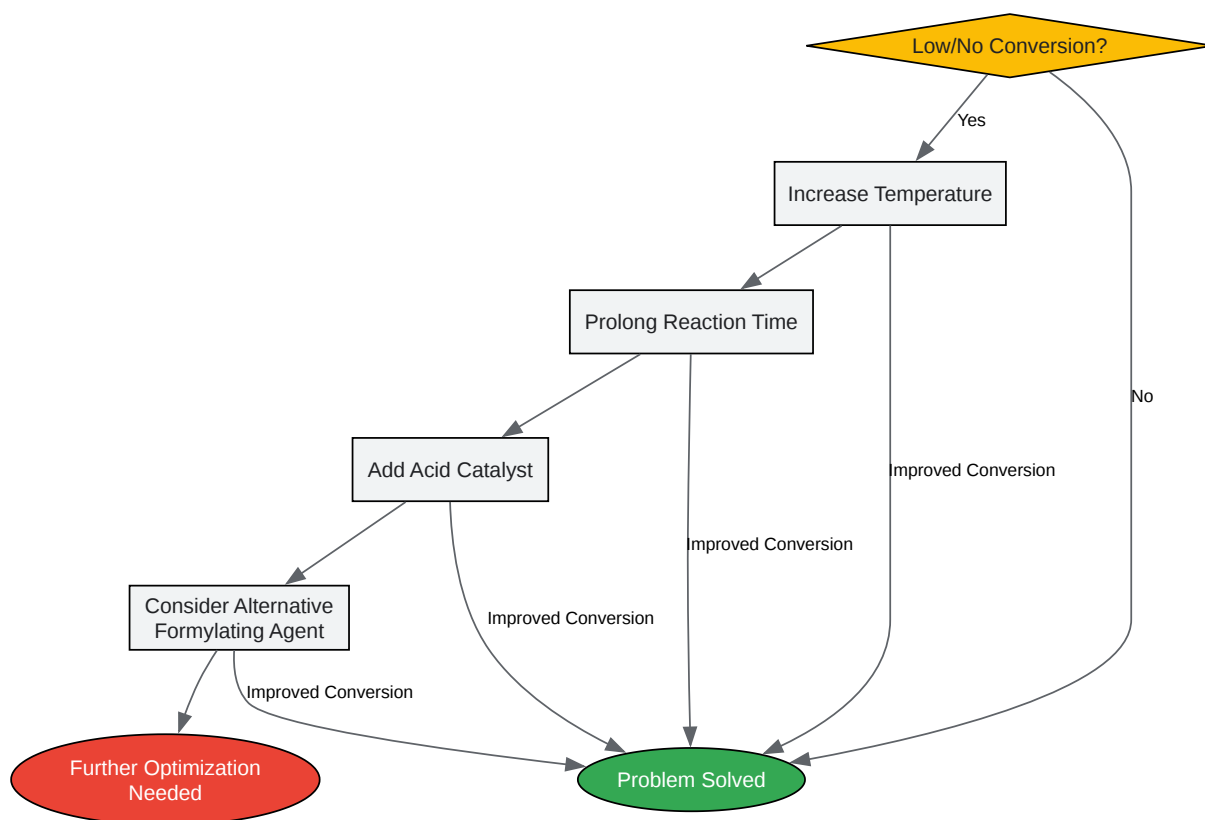 Low/No Conversion?
Yes
Increase Temperature
Prolong Reaction Time
No
Add Acid Catalyst
Improved Conversion
Improved Conversion
Consider Alternative
Formylating Agent
Improved Conversion
Improved Conversion
Further Optimization
Needed
Problem Solved